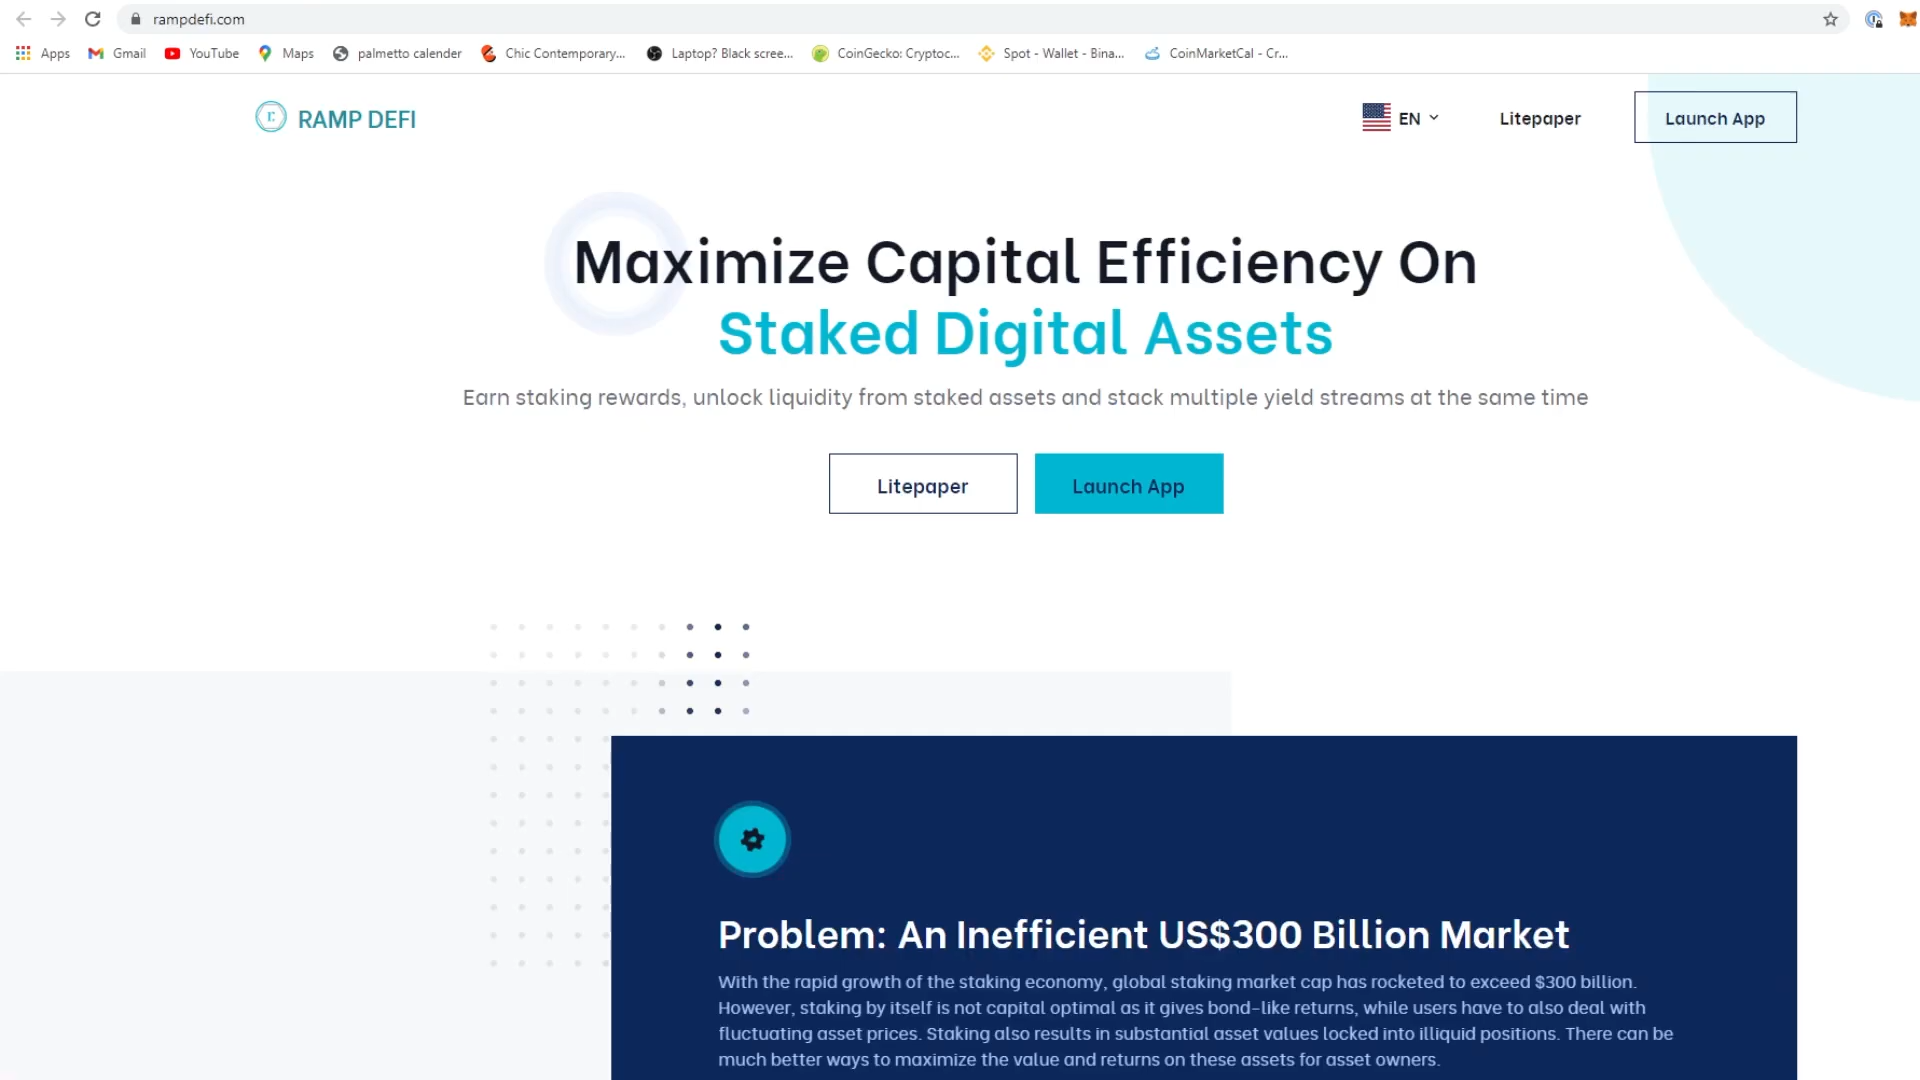 rampdefi.com
Apps Gmail YouTube Maps palmetto calender Chic Contemporary... Laptop? Black scree... CoinGecko: Cryptoc... Spot - Wallet - Bina... CoinMarketCal - Cr...
RAMP DEFI EN Litepaper Launch App
Maximize Capital Efficiency On
Staked Digital Assets
Earn staking rewards, unlock liquidity from staked assets and stack multiple yield streams at the same time
Litepaper Launch App
Problem: An Inefficient US$300 Billion Market
With the rapid growth of the staking economy, global staking market cap has rocketed to exceed $300 billion.
However, staking by itself is not capital optimal as it gives bond-like returns, while users have to also deal with
fluctuating asset prices. Staking also results in substantial asset values locked into illiquid positions. There can be
much better ways to maximize the value and returns on these assets for asset owners.